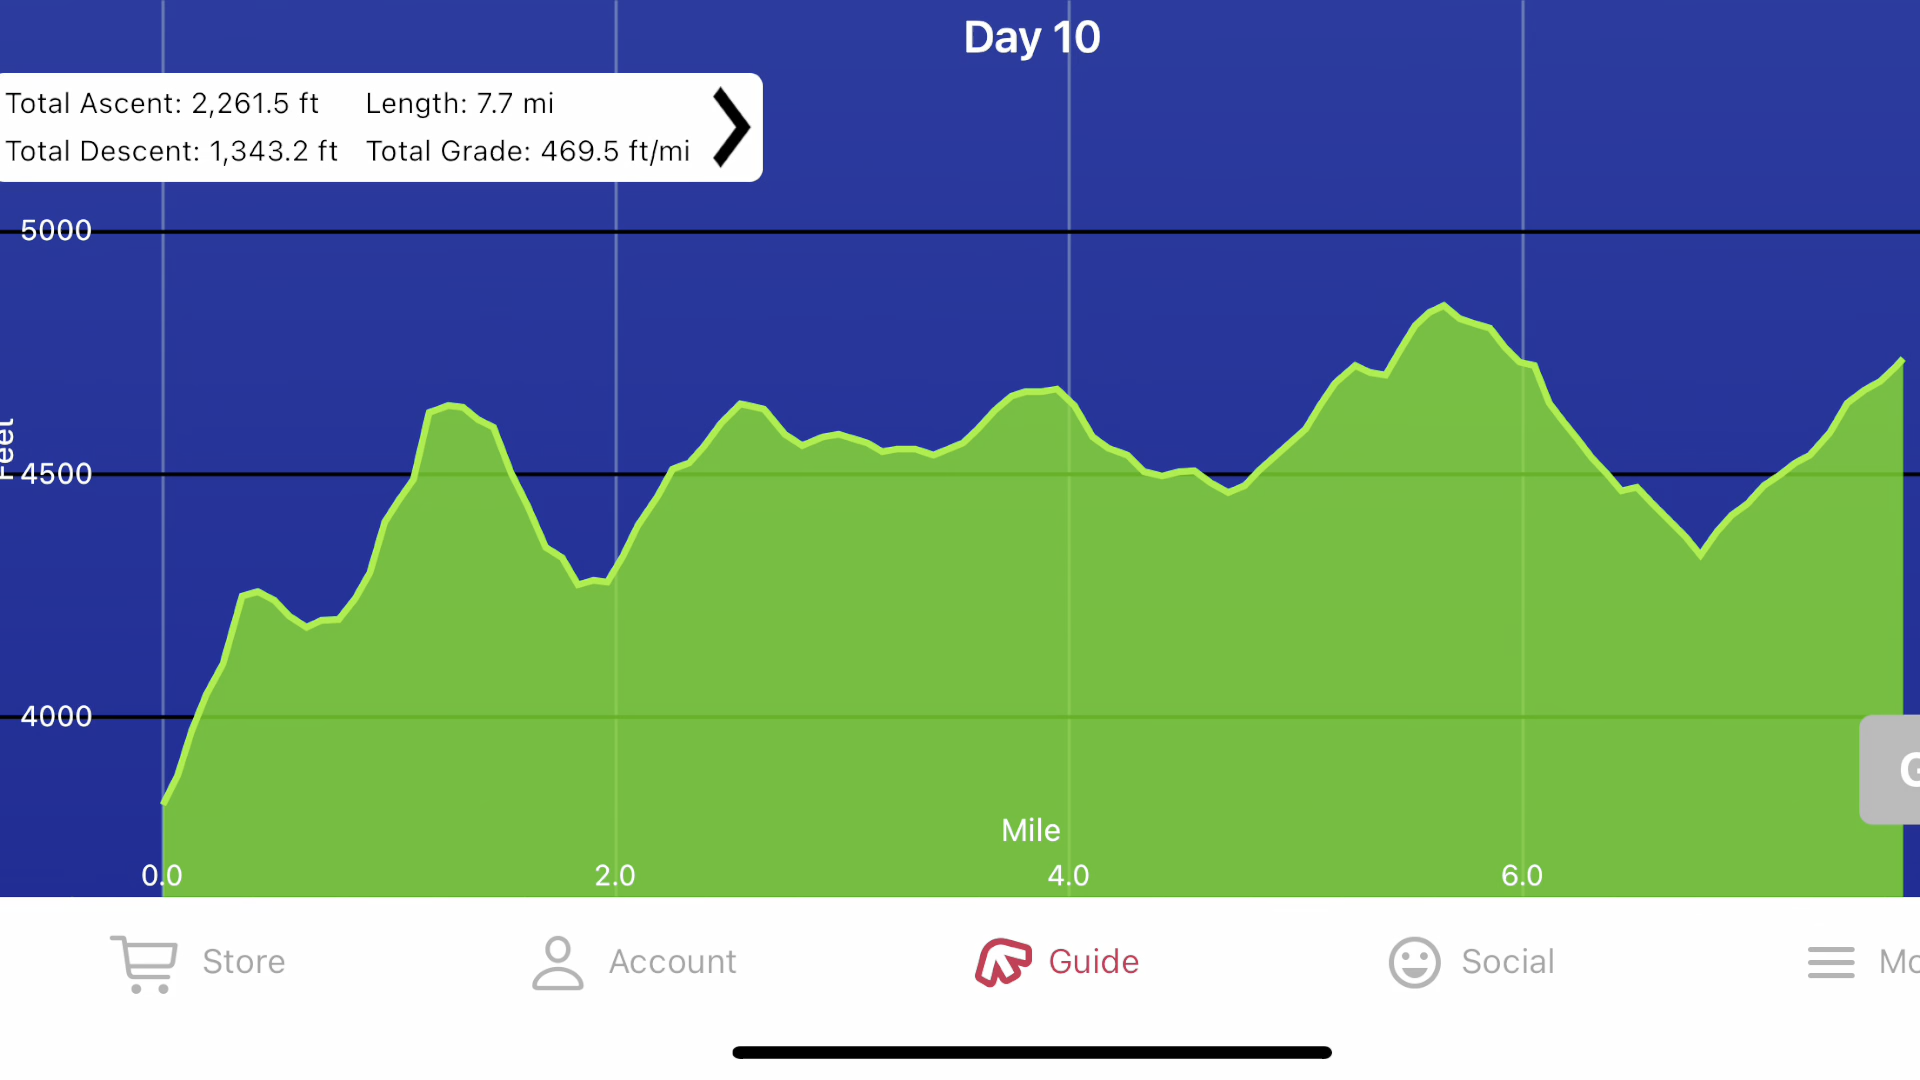 Day 10
Total Ascent: 2,261.5 ft Length: 7.7 mi
Total Descent: 1,343.2 ft Total Grade: 469.5 ft/mi
5000
Feet
4500
4000
Mile
0.0 2.0 4.0 6.0
Store Account Guide Social